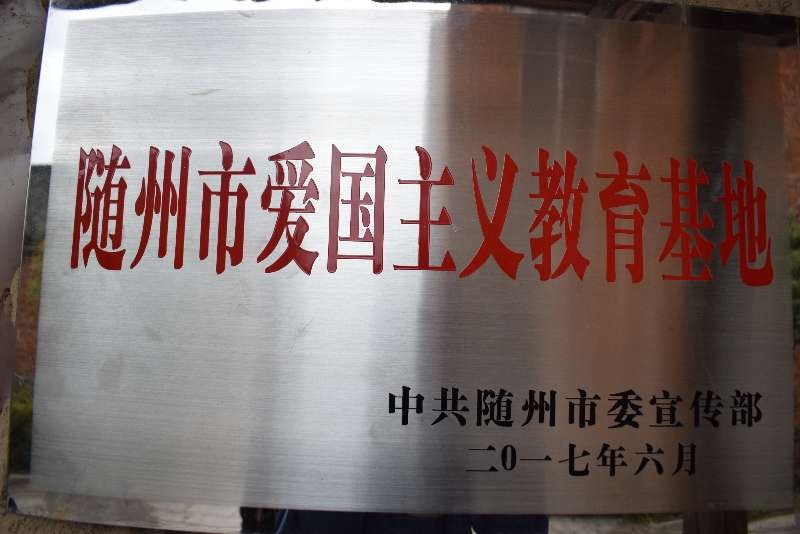 随州市爱国主义教育基地
中共随州市委宣传部
二0一七年六月